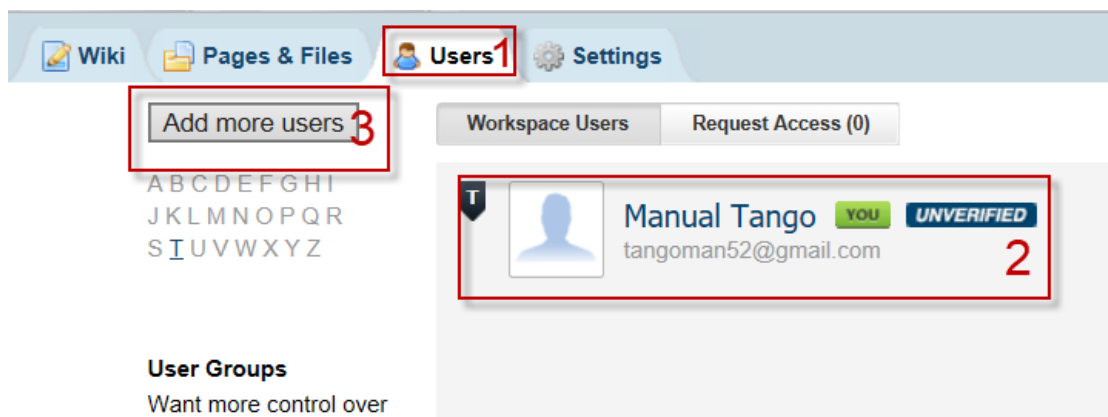 Wiki
Pages & Files
Users
1
Settings
Add more users
3
Workspace Users
Request Access (0)
A B C D E F G H I
J K L M N O P Q R
S T U V W X Y Z
T
Manual Tango YOU UNVERIFIED
tangoman52@gmail.com
2
User Groups
Want more control over